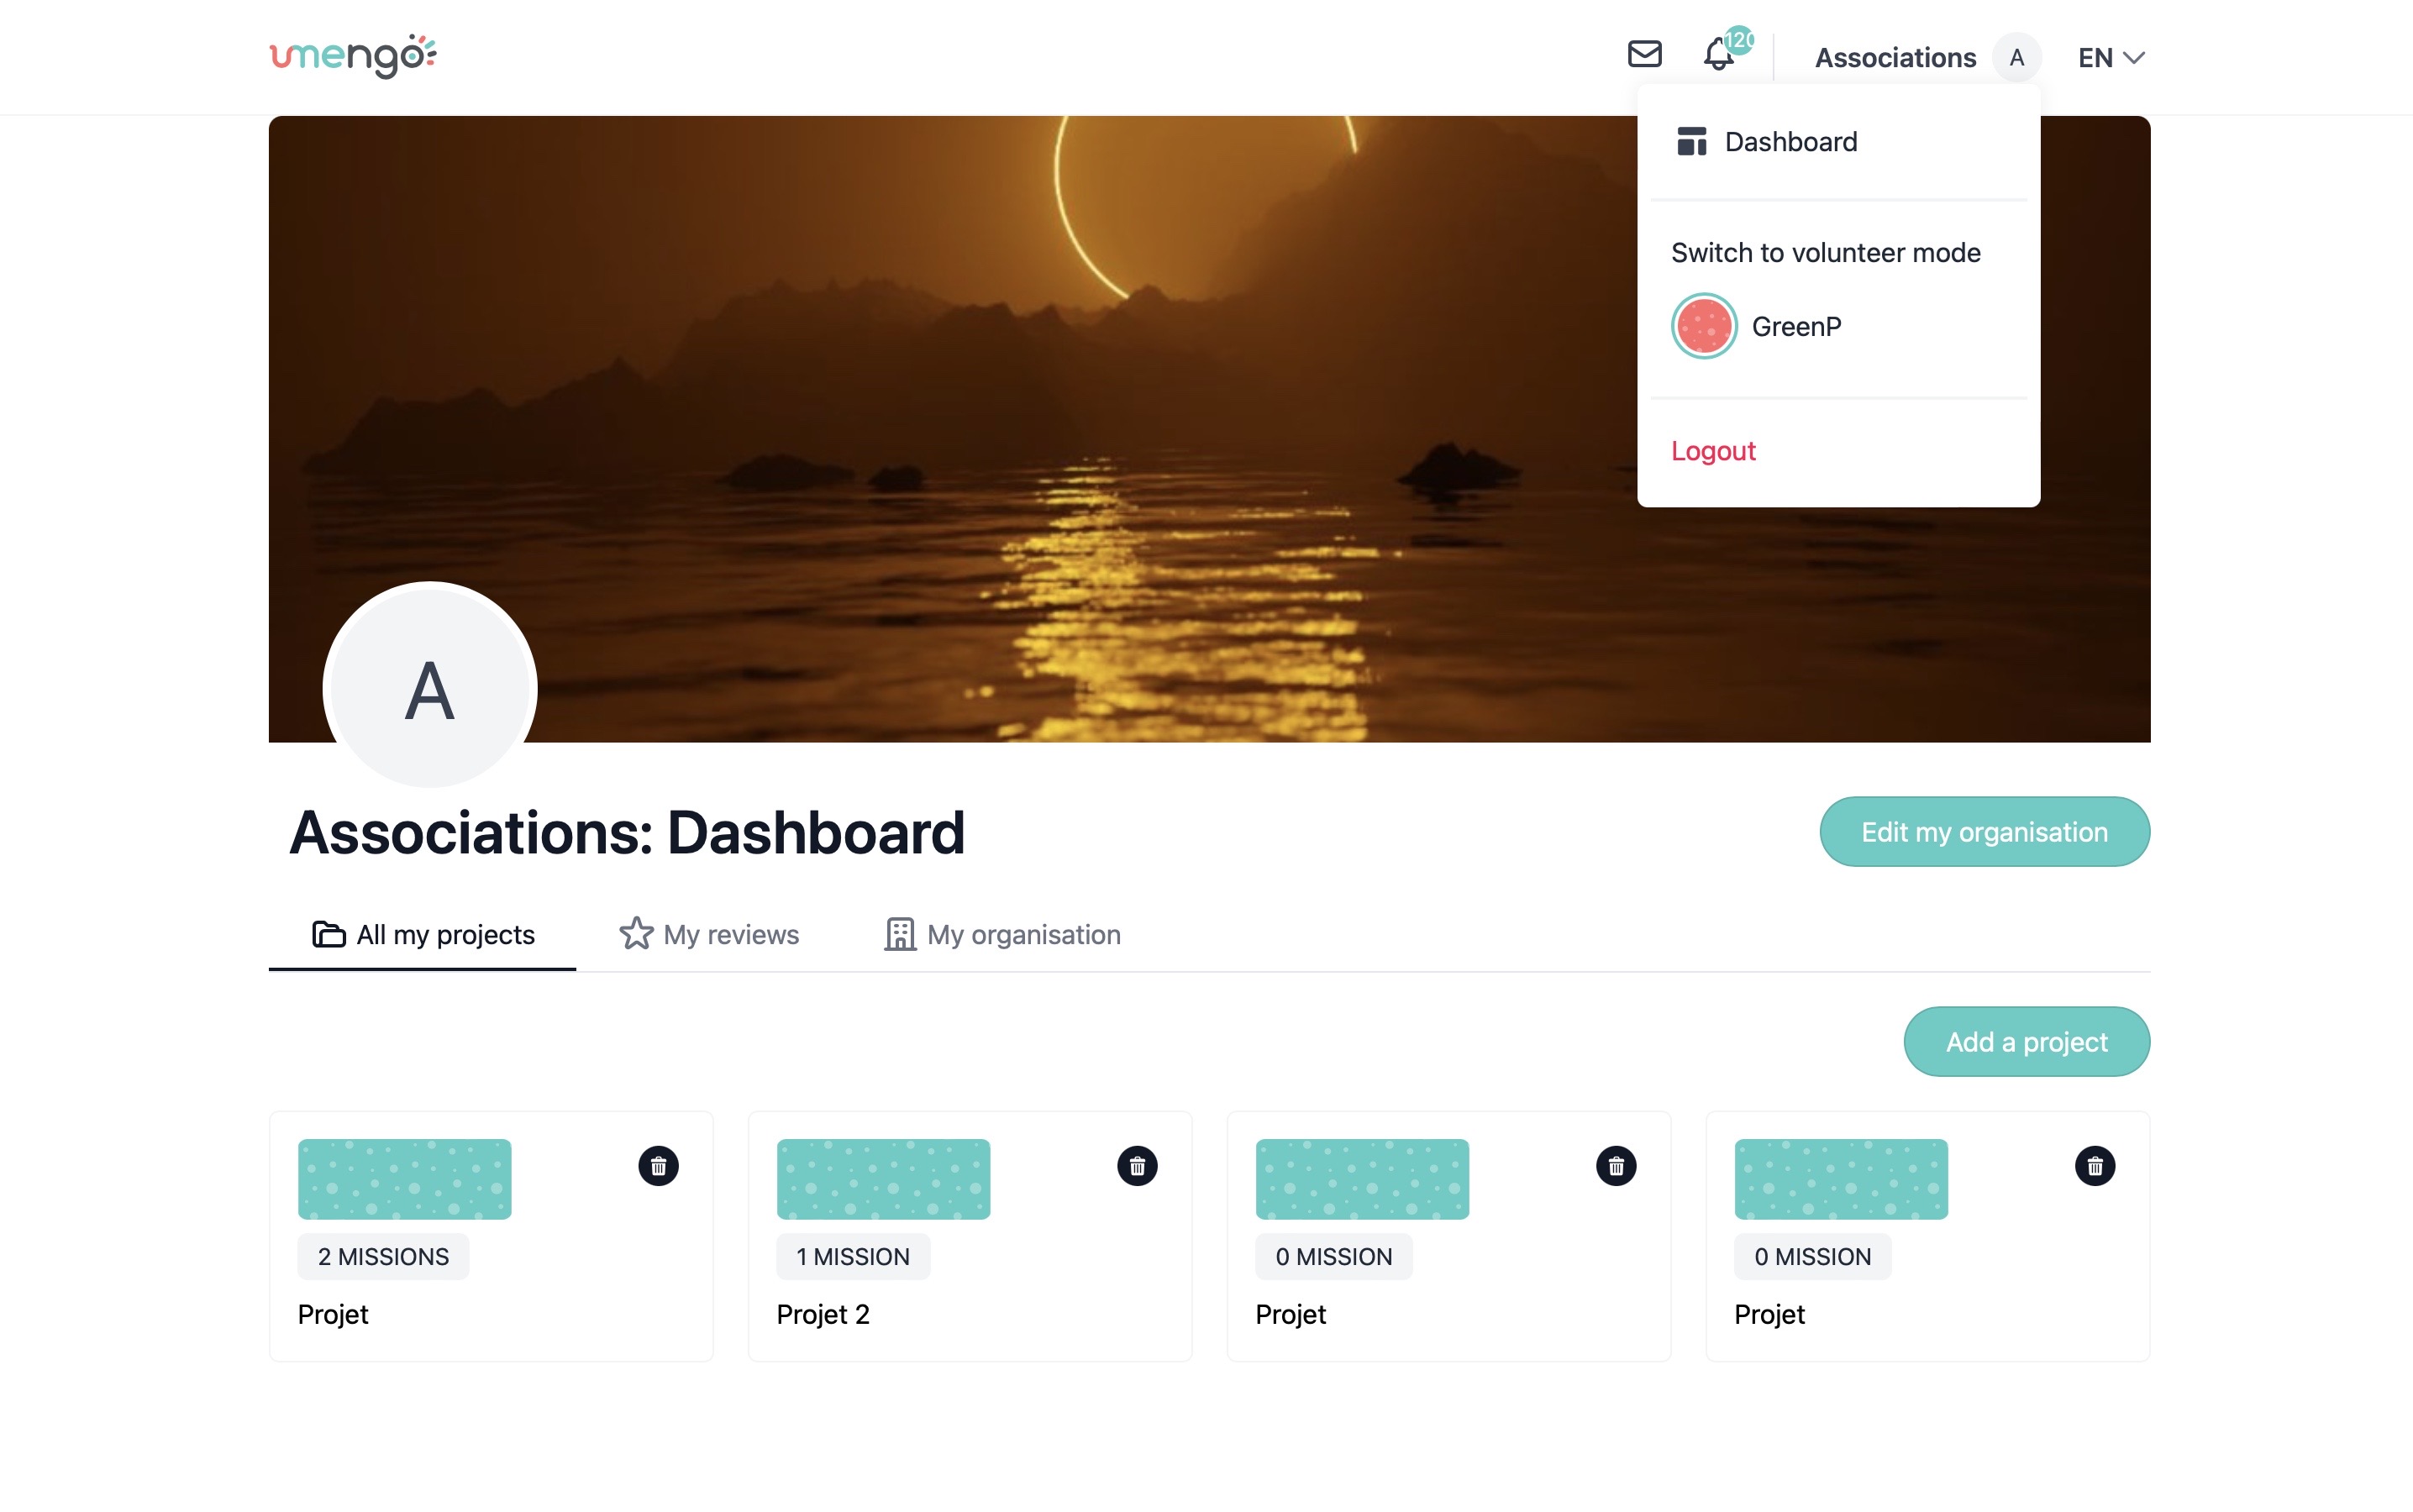 umengo
120
Associations
A
EN
Dashboard
Switch to volunteer mode
GreenP
Logout
A
Associations: Dashboard
Edit my organisation
All my projects
My reviews
My organisation
Add a project
2 MISSIONS
Projet
1 MISSION
Projet 2
0 MISSION
Projet
0 MISSION
Projet